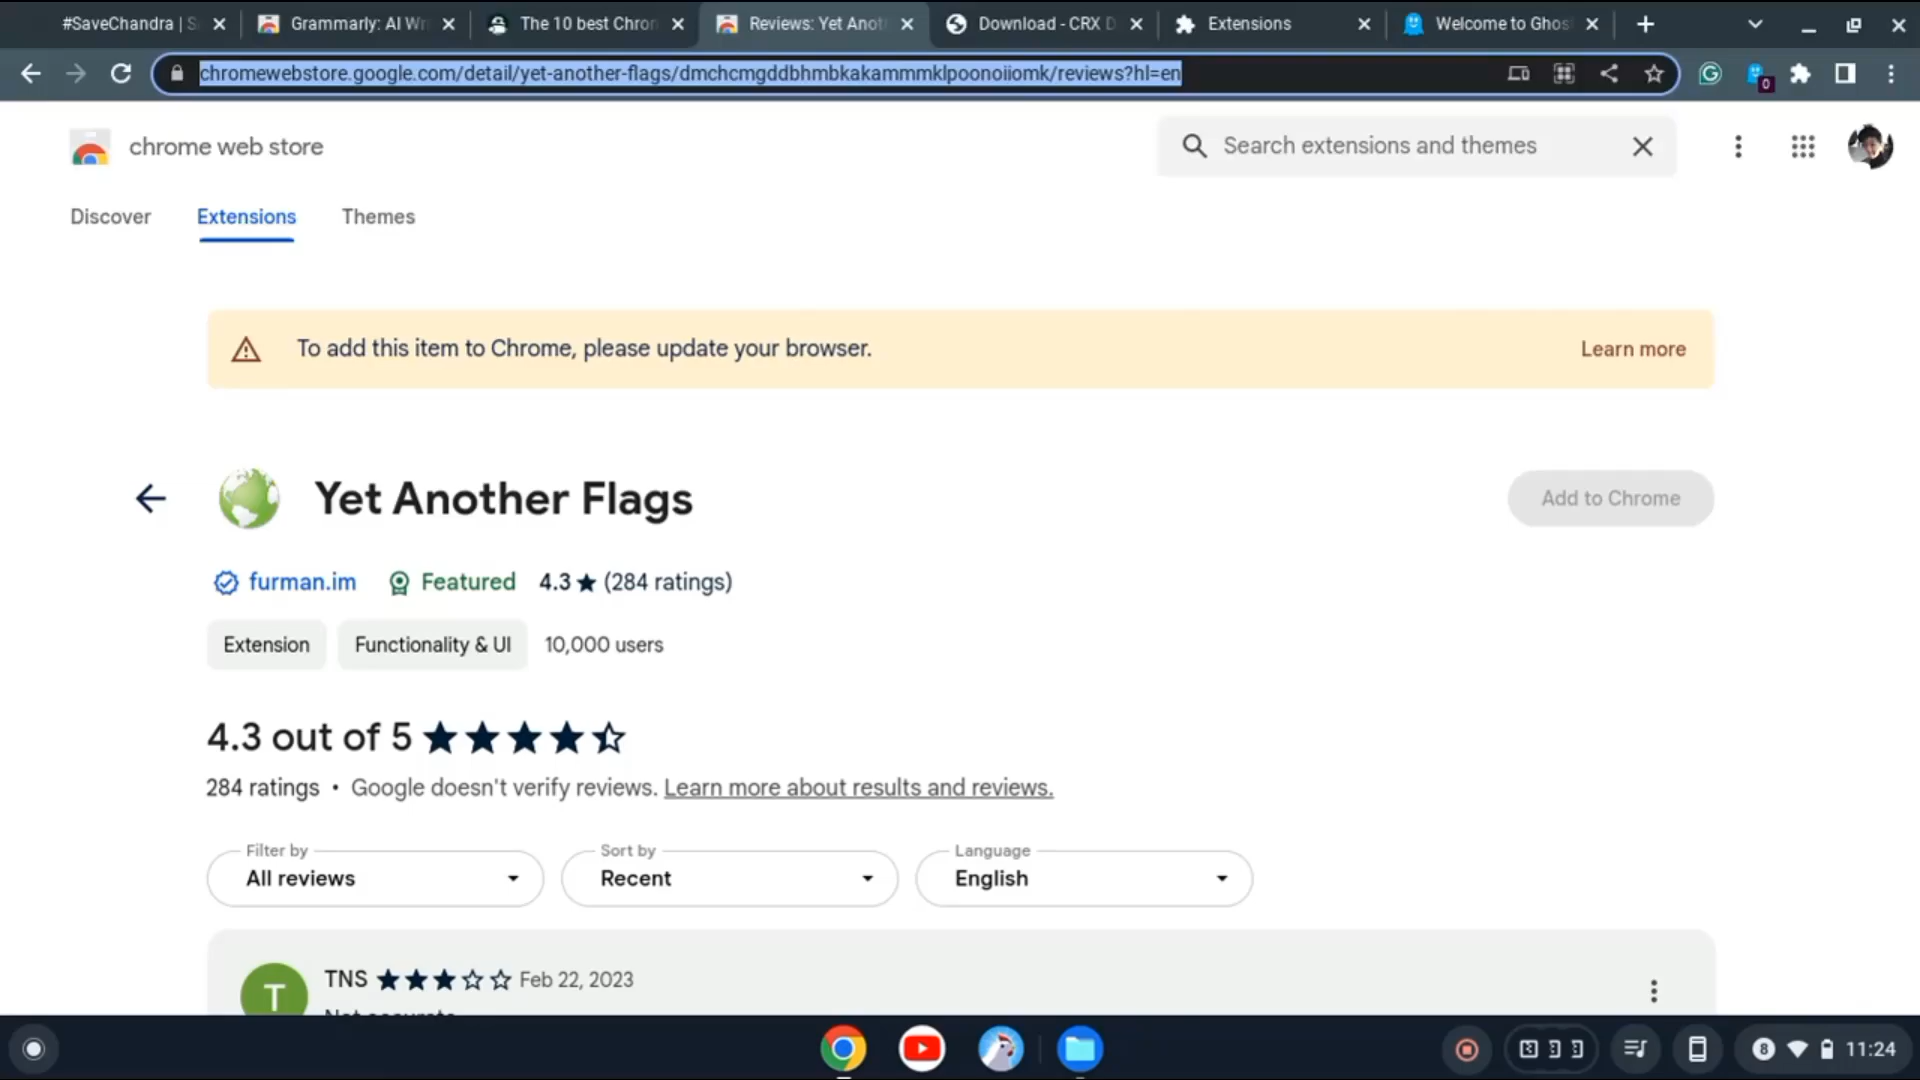 #SaveChandra | S
Grammarly: AI Wr
The 10 best Chron
Reviews: Yet Anot
Download - CRX D
Extensions
Welcome to Ghos
chromewebstore.google.com/detail/yet-another-flags/dmchcmgddbhmbkakammmklpoonoiiomk/reviews?hl=en
0
chrome web store
Search extensions and themes
Discover
Extensions
Themes
To add this item to Chrome, please update your browser.
Learn more
Yet Another Flags
Add to Chrome
furman.im
Featured
4.3 ★ (284 ratings)
Extension
Functionality & UI
10,000 users
4.3 out of 5
284 ratings • Google doesn't verify reviews. Learn more about results and reviews.
Filter by
All reviews
Sort by
Recent
Language
English
T
TNS
Feb 22, 2023
Not accurate
8
11:24